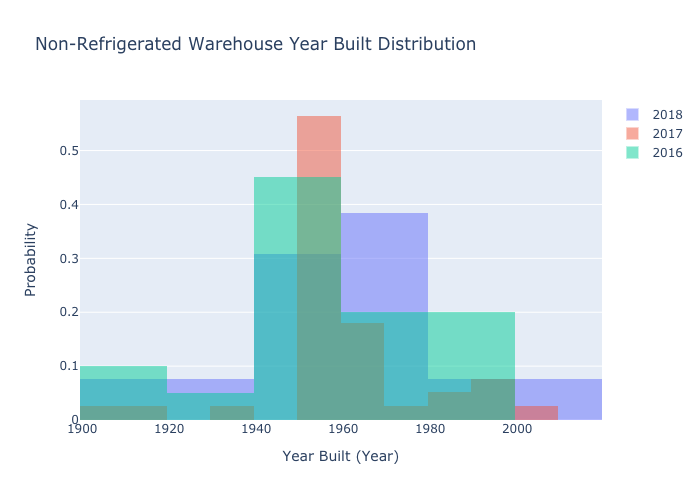 Non-Refrigerated Warehouse Year Built Distribution
2018
2017
2016
0.5
0.4
0.3
0.2
0.1
0
Probability
1900 1920 1940 1960 1980 2000
Year Built (Year)